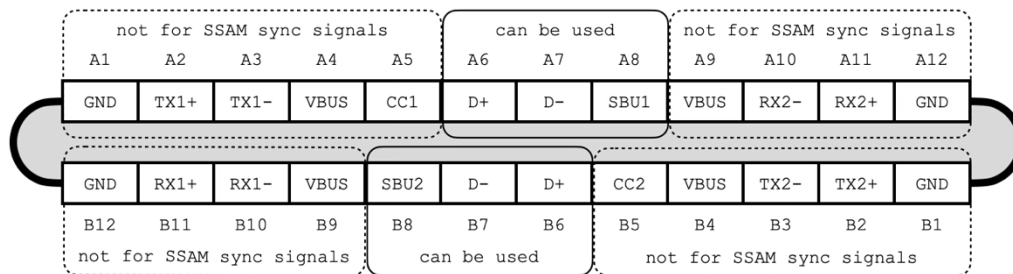 not for SSAM sync signals can be used not for SSAM sync signals
A1 A2 A3 A4 A5 A6 A7 A8 A9 A10 A11 A12
GND TX1+ TX1- VBUS CC1 D+ D- SBU1 VBUS RX2- RX2+ GND
GND RX1+ RX1- VBUS SBU2 D- D+ CC2 VBUS TX2- TX2+ GND
B12 B11 B10 B9 B8 B7 B6 B5 B4 B3 B2 B1
not for SSAM sync signals can be used not for SSAM sync signals